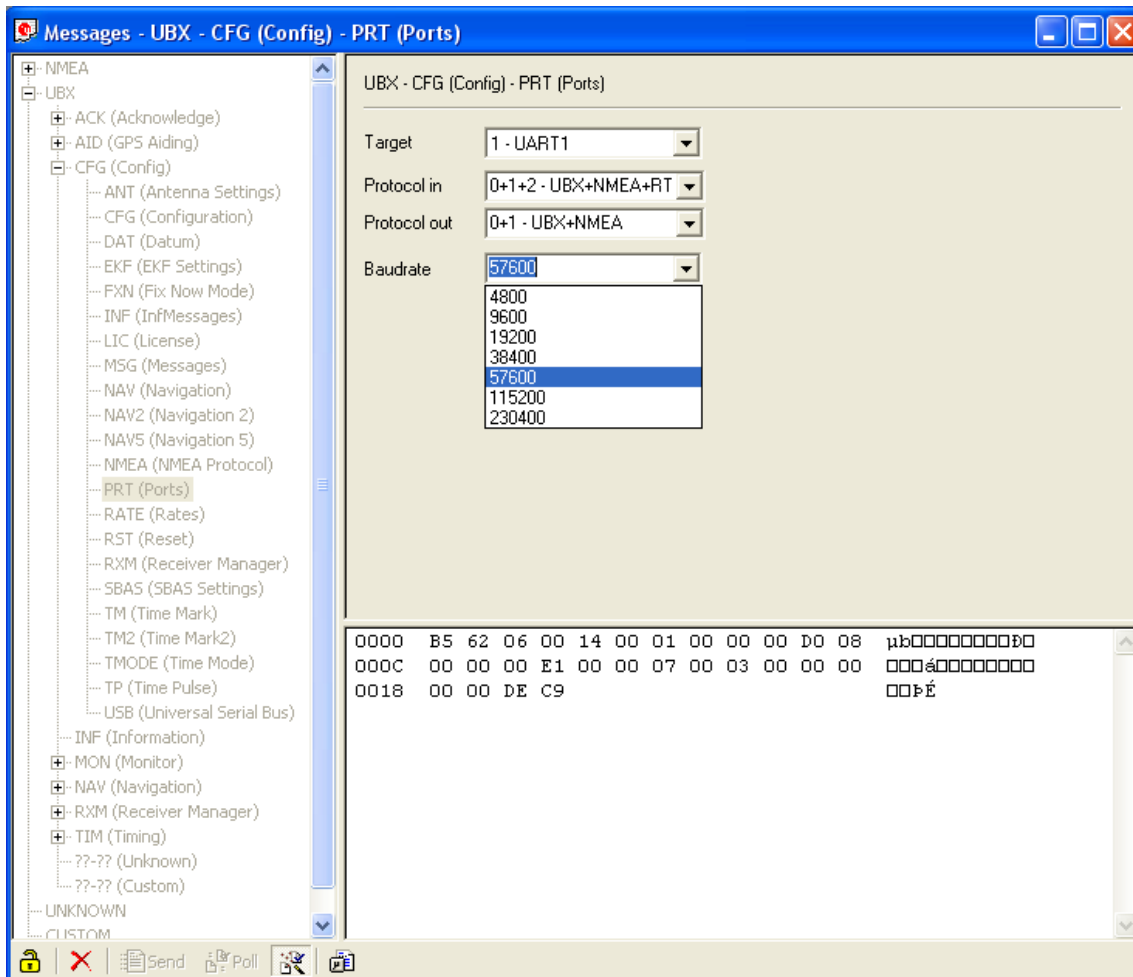 Messages - UBX - CFG (Config) - PRT (Ports)
NMEA
UBX
ACK (Acknowledge)
AID (GPS Aiding)
CFG (Config)
ANT (Antenna Settings)
CFG (Configuration)
DAT (Datum)
EKF (EKF Settings)
FXN (Fix Now Mode)
INF (InfMessages)
LIC (License)
MSG (Messages)
NAV (Navigation)
NAV2 (Navigation 2)
NAV5 (Navigation 5)
NMEA (NMEA Protocol)
PRT (Ports)
RATE (Rates)
RST (Reset)
RXM (Receiver Manager)
SBAS (SBAS Settings)
TM (Time Mark)
TM2 (Time Mark2)
TMODE (Time Mode)
TP (Time Pulse)
USB (Universal Serial Bus)
INF (Information)
MON (Monitor)
NAV (Navigation)
RXM (Receiver Manager)
TIM (Timing)
??-?? (Unknown)
??-?? (Custom)
UNKNOWN
CUSTOM
UBX - CFG (Config) - PRT (Ports)
Target 1 - UART1
Protocol in 0+1+2 - UBX+NMEA+RT
Protocol out 0+1 - UBX+NMEA
Baudrate 57600
4800
9600
19200
38400
57600
115200
230400
0000 B5 62 06 00 14 00 01 00 00 00 D0 08 µb□□□□□□□□Ð□
000C 00 00 00 E1 00 00 07 00 03 00 00 00 □□□á□□□□□□□□
0018 00 00 DE C9 □□ÞÉ
Send Poll